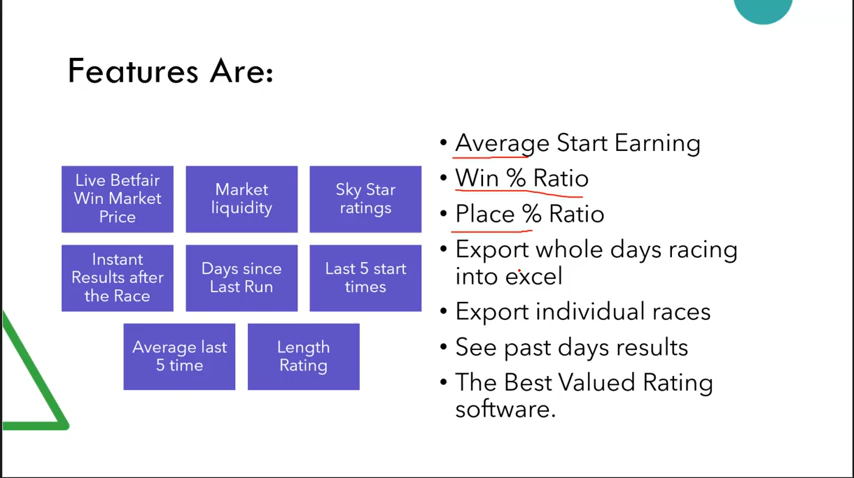 Features Are:
Live Betfair
Win Market
Price
Market
liquidity
Sky Star
ratings
Instant
Results after
the Race
Days since
Last Run
Last 5 start
times
Average last
5 time
Length
Rating
• Average Start Earning
• Win % Ratio
• Place % Ratio
• Export whole days racing
into excel
• Export individual races
• See past days results
• The Best Valued Rating
software.